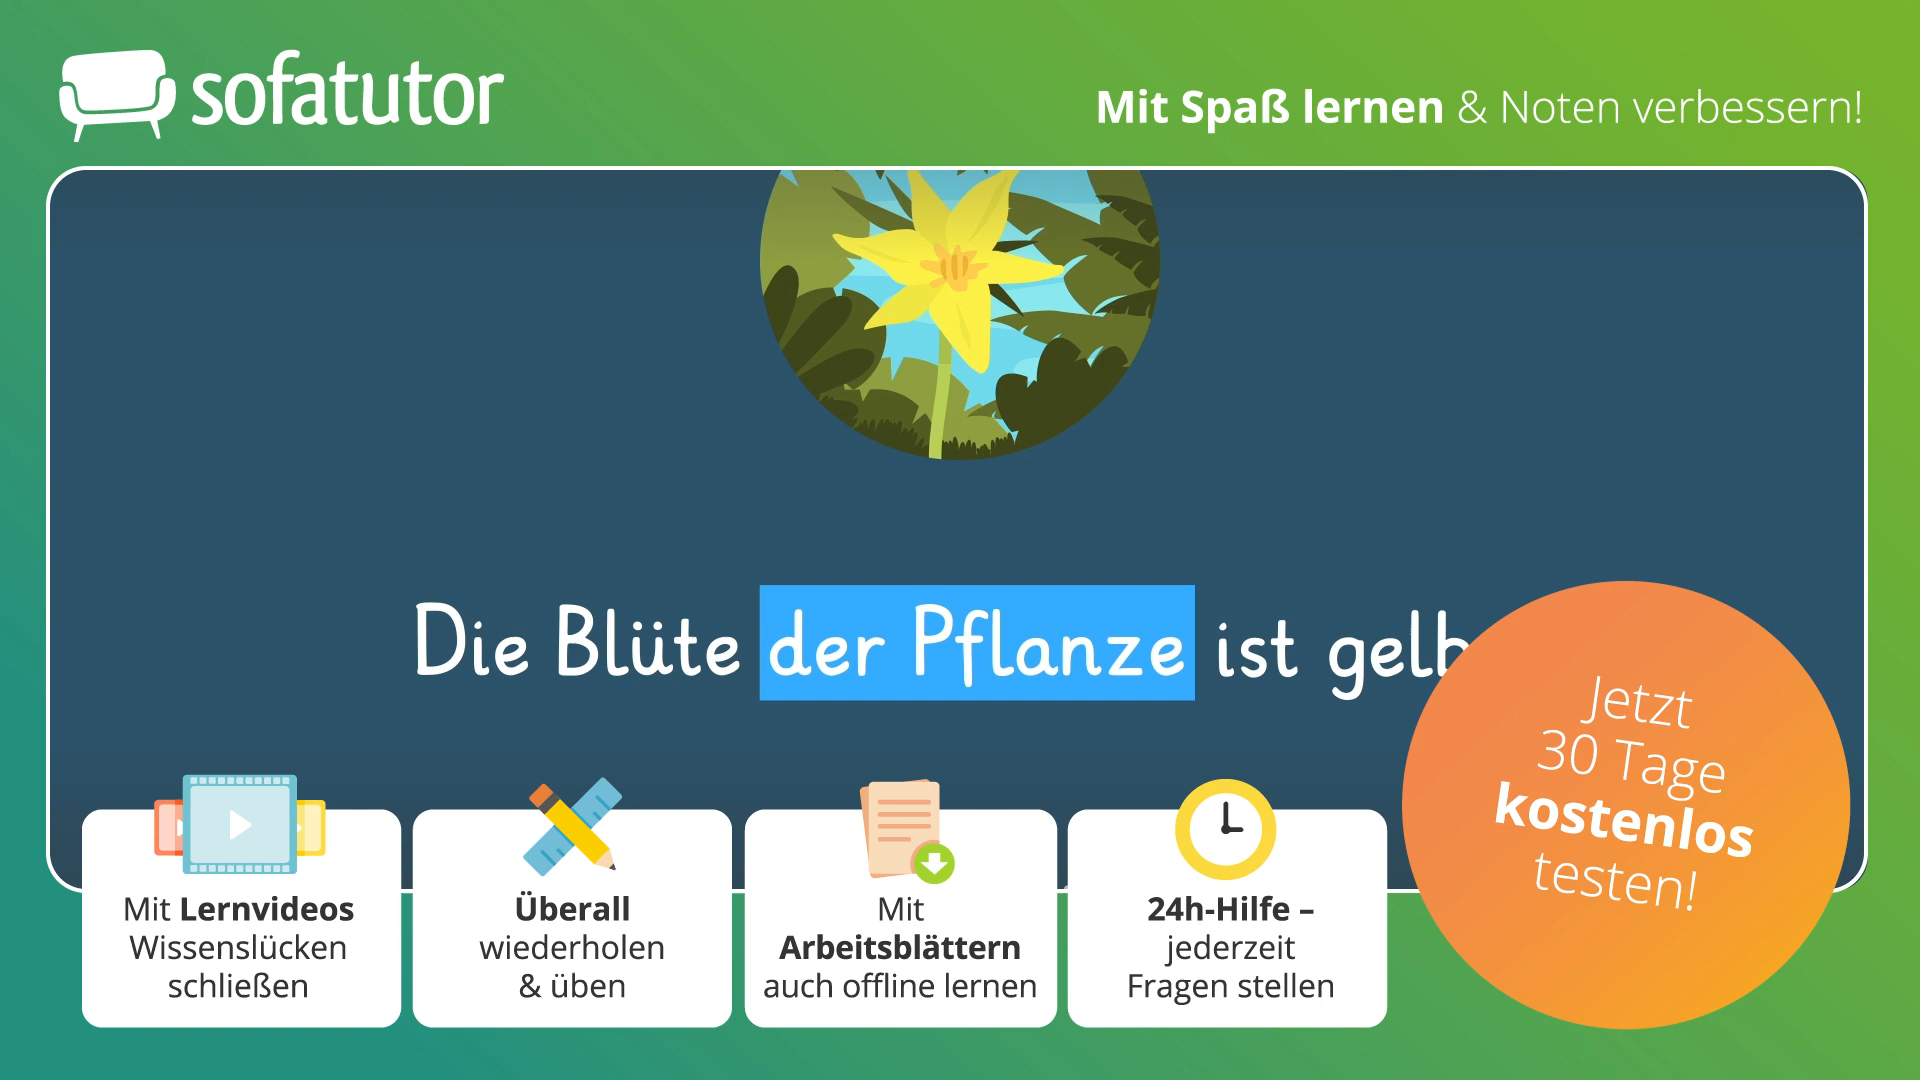 sofatutor
Mit Spaß lernen & Noten verbessern!
Die Blüte der Pflanze ist gelb
Jetzt
30 Tage
kostenlos
testen!
Mit Lernvideos
Wissenslücken
schließen
Überall
wiederholen
& üben
Mit
Arbeitsblättern
auch offline lernen
24h-Hilfe –
jederzeit
Fragen stellen